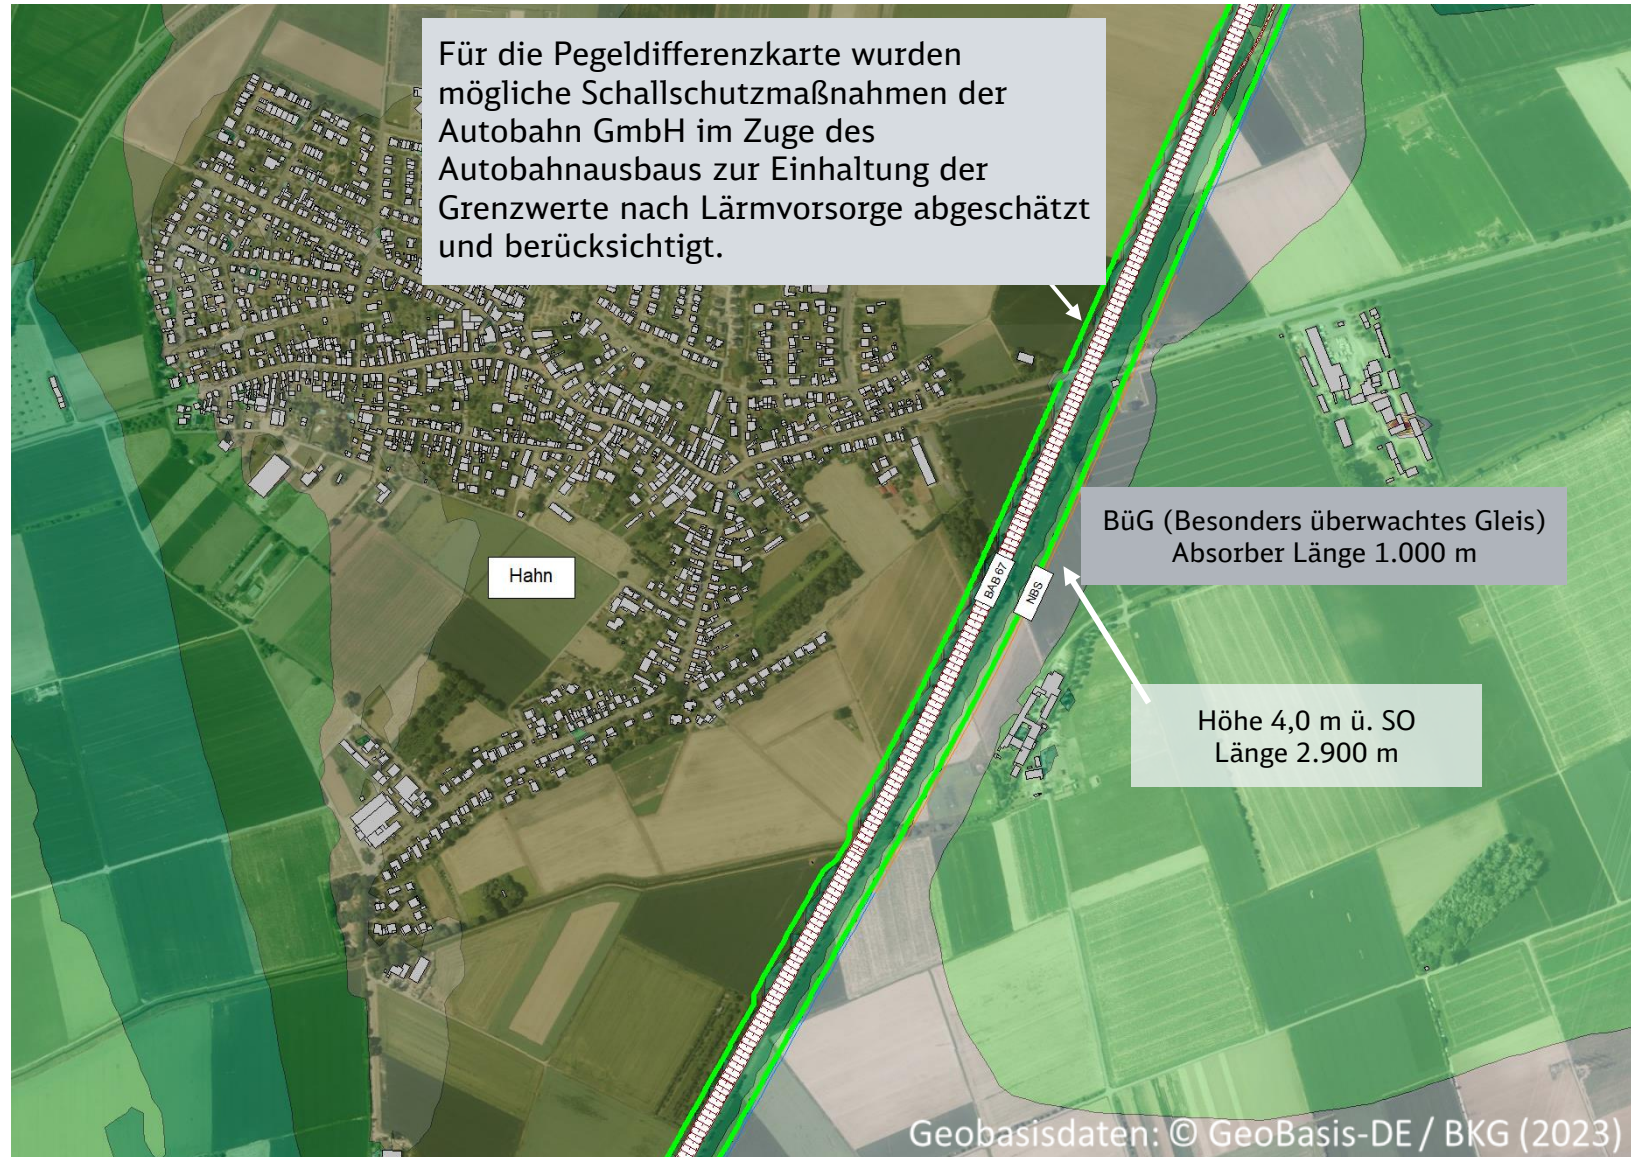 Für die Pegeldifferenzkarte wurden
mögliche Schallschutzmaßnahmen der
Autobahn GmbH im Zuge des
Autobahnausbaus zur Einhaltung der
Grenzwerte nach Lärmvorsorge abgeschätzt
und berücksichtigt.
BüG (Besonders überwachtes Gleis)
Absorber Länge 1.000 m
Hahn
BAB 67
NBS
Höhe 4,0 m ü. SO
Länge 2.900 m
Geobasisdaten: © GeoBasis-DE / BKG (2023)